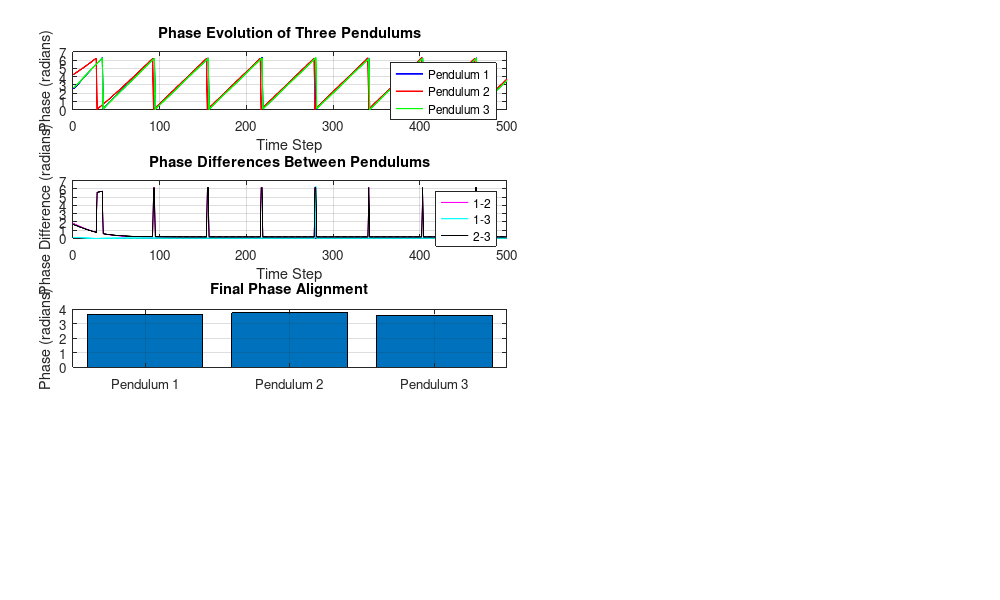 Phase Evolution of Three Pendulums
Phase (radians)
7
6
5
4
3
2
1
0
0 100 200 300 400 500
Time Step
Pendulum 1
Pendulum 2
Pendulum 3
Phase Differences Between Pendulums
Phase Difference (radians)
7
6
5
4
3
2
1
0
0 100 200 300 400 500
Time Step
1-2
1-3
2-3
Final Phase Alignment
Phase (radians)
4
3
2
1
0
Pendulum 1 Pendulum 2 Pendulum 3